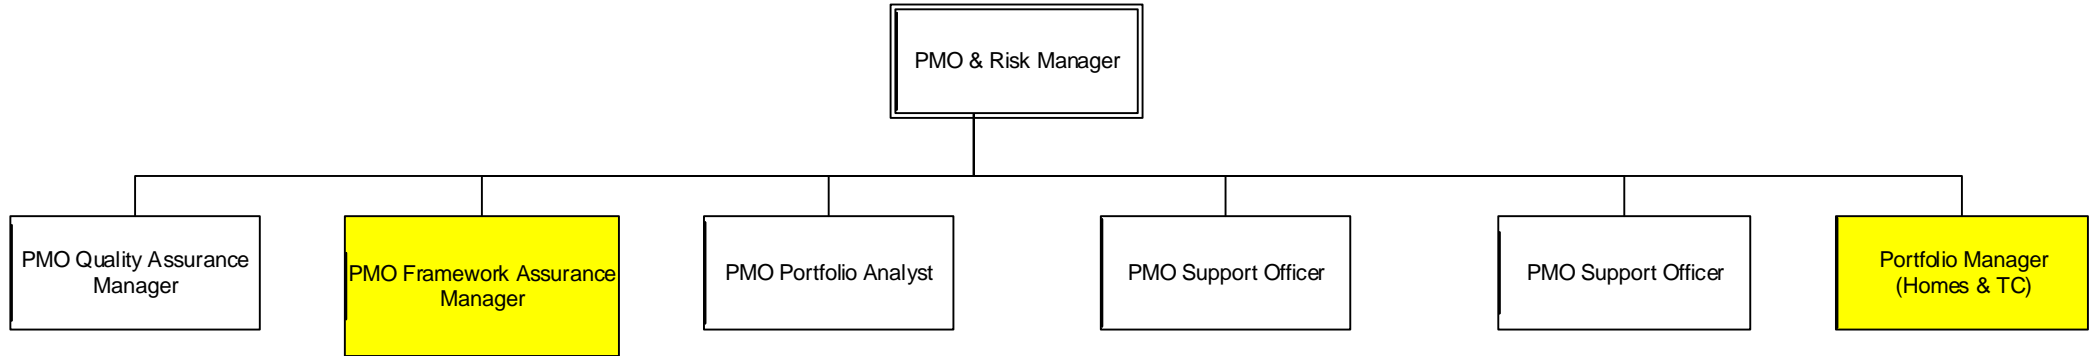 PMO & Risk Manager
PMO Quality Assurance
Manager
PMO Framework Assurance
Manager
PMO Portfolio Analyst
PMO Support Officer
PMO Support Officer
Portfolio Manager
(Homes & TC)